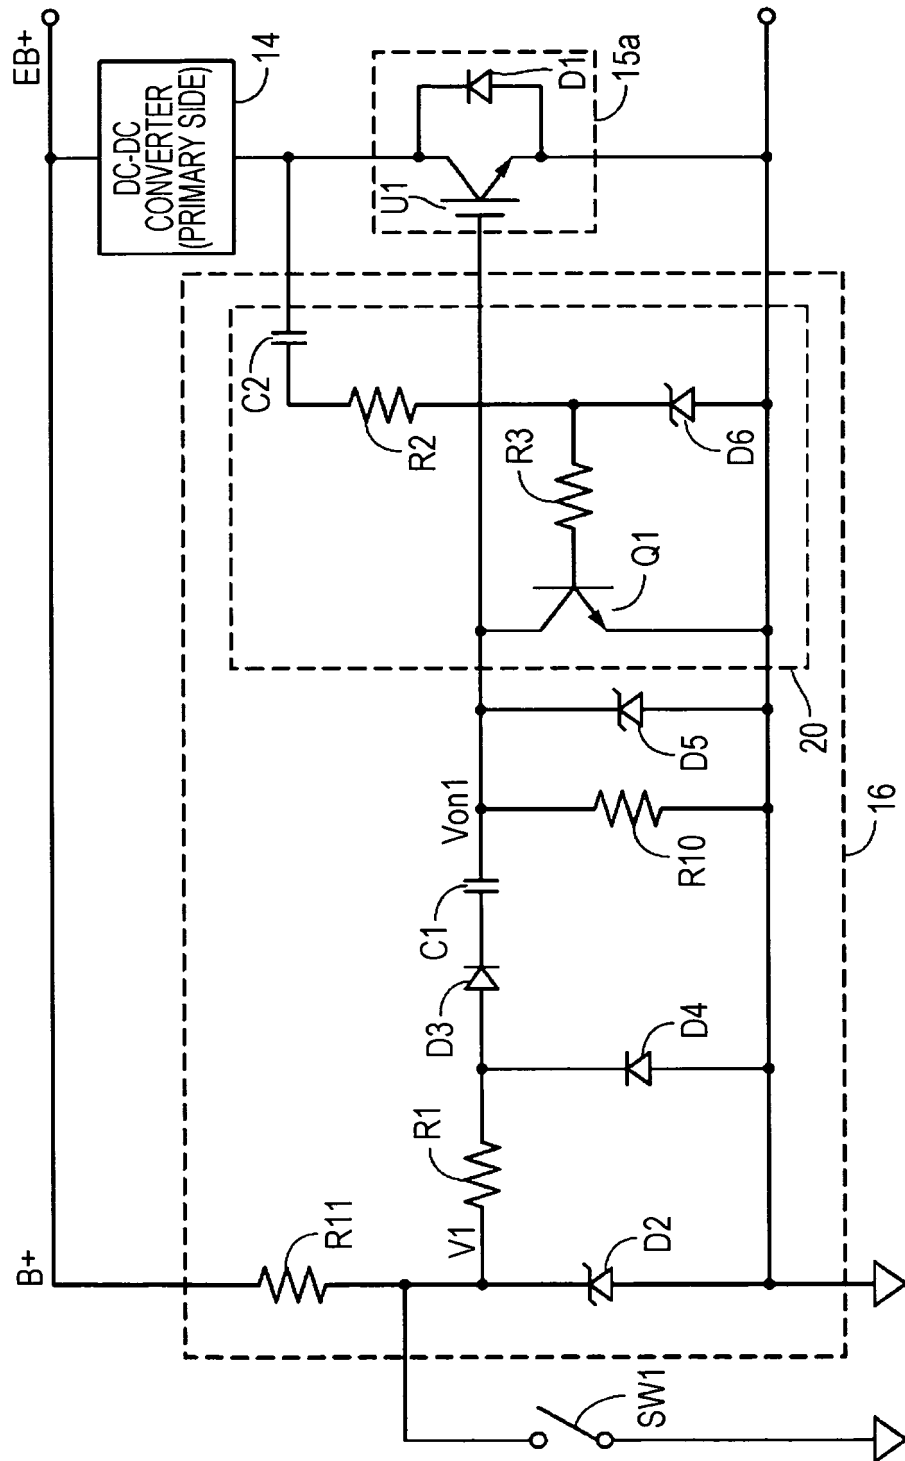 EB+
DC-DC
CONVERTER
(PRIMARY SIDE)
14
D1
15a
U1
C2
R2
R3
D6
Q1
20
D5
Von1
R10
16
C1
D3
D4
R1
V1
B+
R11
D2
SW1